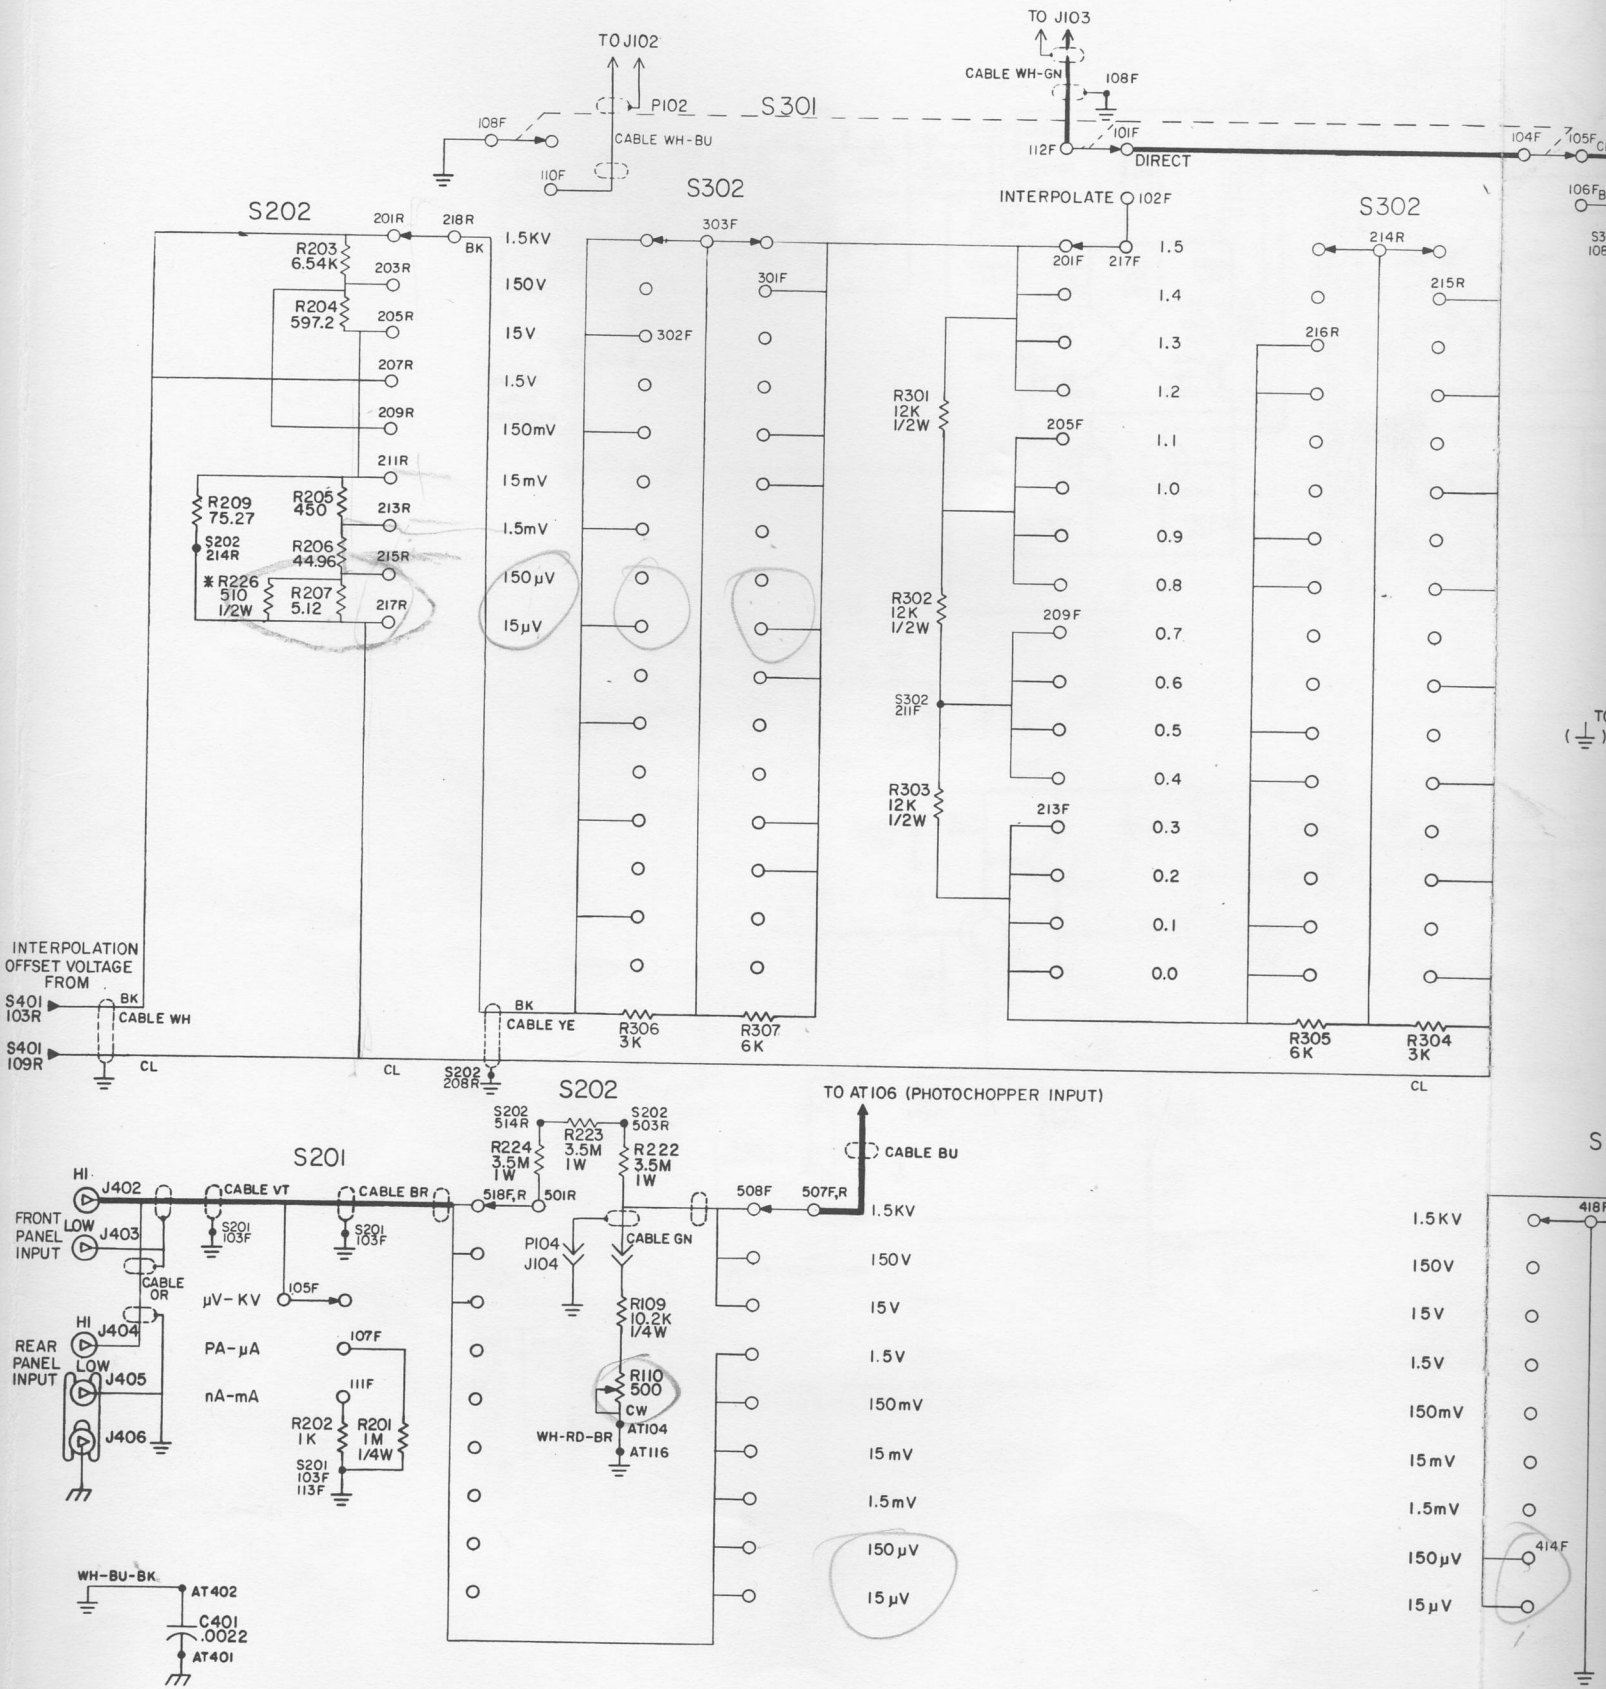 TO J103
TO J102
CABLE WH-GN
108F
P102
S301
108F
CABLE WH-BU
101F
112F
DIRECT
104F
105F
110F
S302
INTERPOLATE
102F
106F
S202
S302
201R
218R
BK
1.5KV
303F
201F
217F
1.5
214R
R203
6.54K
203R
150V
301F
1.4
215R
R204
597.2
205R
15V
302F
1.3
216R
207R
1.5V
1.2
R301
12K
1/2W
209R
150mV
205F
1.1
211R
15mV
1.0
R209
75.27
R205
450
213R
1.5mV
0.9
S202
214R
R206
44.96
215R
150µV
0.8
* R226
510
1/2W
R207
5.12
217R
15µV
R302
12K
1/2W
209F
0.7
0.6
S302
211F
0.5
0.4
R303
12K
1/2W
213F
0.3
0.2
0.1
0.0
INTERPOLATION
OFFSET VOLTAGE
FROM
S401
103R
BK
CABLE WH
BK
CABLE YE
R306
3K
R307
6K
R305
6K
R304
3K
S401
109R
CL
CL
S202
208R
CL
S202
TO AT106 (PHOTOCHOPPER INPUT)
S202
514R
R223
3.5M
1W
S202
503R
R224
3.5M
1W
R222
3.5M
1W
CABLE BU
S201
HI
J402
CABLE VT
CABLE BR
518F,R
501R
508F
507F,R
1.5KV
1.5KV
418F
FRONT
PANEL
INPUT
LOW
J403
S201
103F
S201
103F
P104
J104
CABLE GN
150V
150V
CABLE
OR
µV-KV
105F
R109
10.2K
1/4W
15V
15V
HI
J404
REAR
PANEL
INPUT
PA-µA
107F
1.5V
1.5V
LOW
J405
nA-mA
111F
R110
500
CW
150mV
150mV
J406
R202
1K
R201
1M
1/4W
WH-RD-BR
AT104
AT116
15mV
15mV
S201
103F
113F
1.5mV
1.5mV
150µV
150µV
414F
15µV
15µV
WH-BU-BK
AT402
C401
.0022
AT401